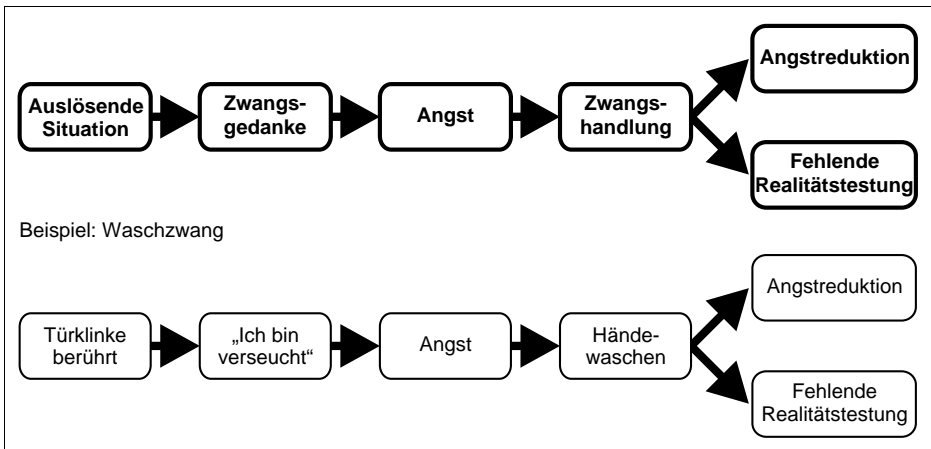 Auslösende
Situation
Zwangs-
gedanke
Angst
Zwangs-
handlung
Angstreduktion
Fehlende
Realitätstestung
Beispiel: Waschzwang
Türklinke
berührt
„Ich bin
verseucht“
Angst
Hände-
waschen
Angstreduktion
Fehlende
Realitätstestung